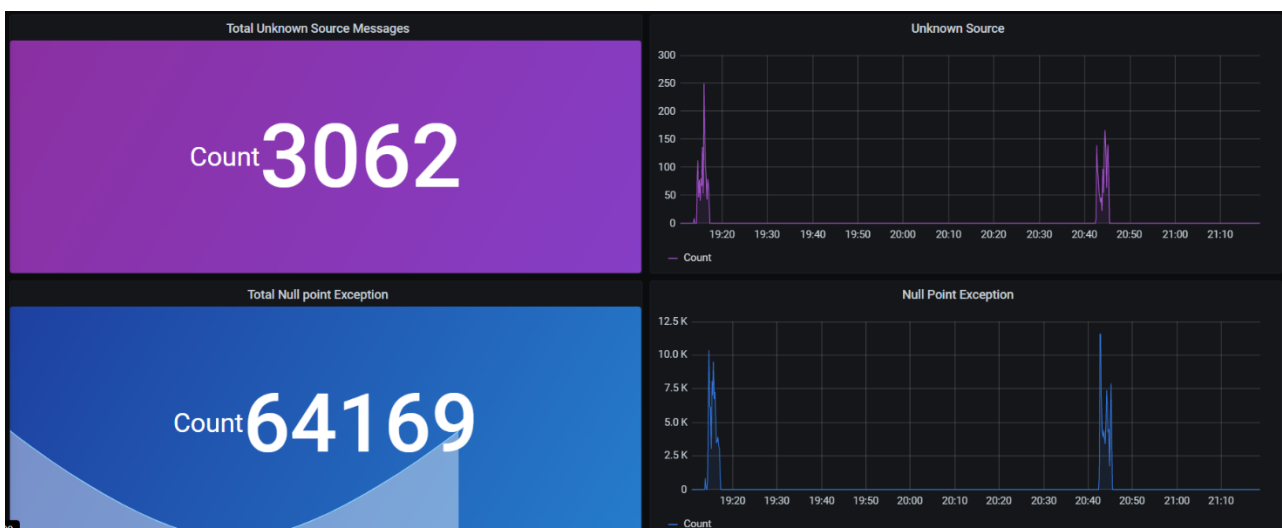 Total Unknown Source Messages
Count 3062
Unknown Source
300
250
200
150
100
50
0
19:20 19:30 19:40 19:50 20:00 20:10 20:20 20:30 20:40 20:50 21:00 21:10
Count
Total Null point Exception
Count 64169
Null Point Exception
12.5 K
10.0 K
7.5 K
5.0 K
2.5 K
0
19:20 19:30 19:40 19:50 20:00 20:10 20:20 20:30 20:40 20:50 21:00 21:10
Count